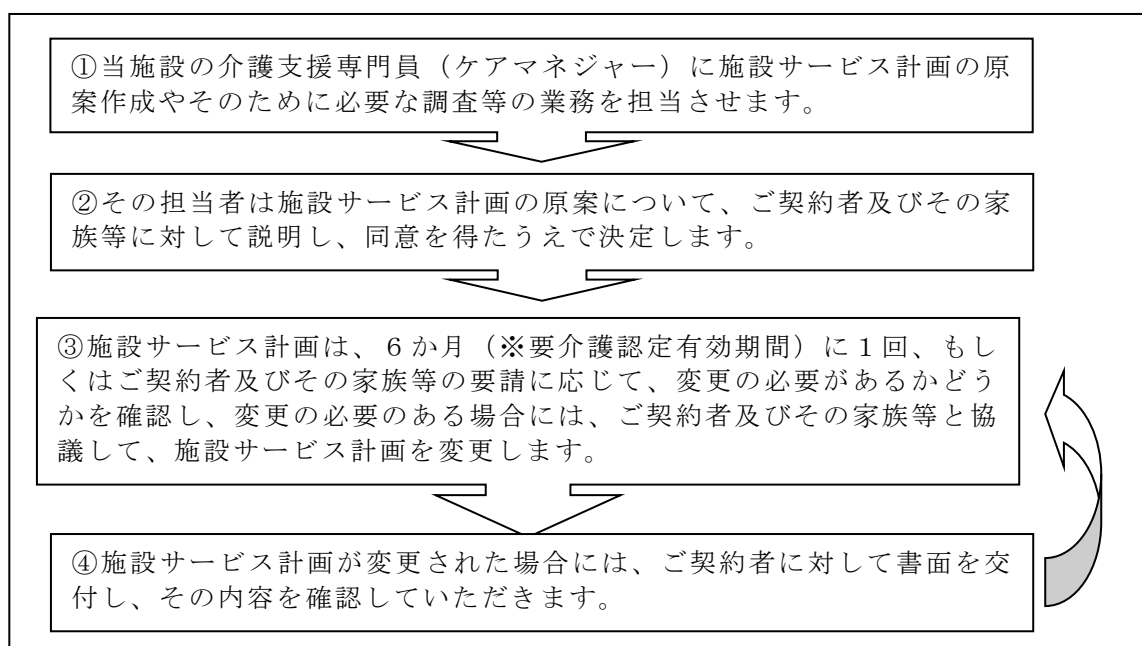 ①当施設の介護支援専門員（ケアマネジャー）に施設サービス計画の原
案作成やそのために必要な調査等の業務を担当させます。
②その担当者は施設サービス計画の原案について、ご契約者及びその家
族等に対して説明し、同意を得たうえで決定します。
③施設サービス計画は、６か月（※要介護認定有効期間）に１回、もし
くはご契約者及びその家族等の要請に応じて、変更の必要があるかどう
かを確認し、変更の必要のある場合には、ご契約者及びその家族等と協
議して、施設サービス計画を変更します。
④施設サービス計画が変更された場合には、ご契約者に対して書面を交
付し、その内容を確認していただきます。